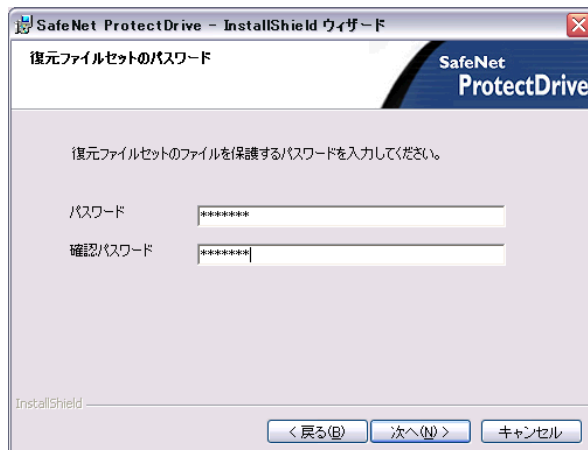 SafeNet ProtectDrive - InstallShield ウィザード
復元ファイルセットのパスワード
SafeNet
ProtectDrive
復元ファイルセットのファイルを保護するパスワードを入力してください。
パスワード
*******
確認パスワード
*******
InstallShield
< 戻る(B)
次へ(N) >
キャンセル